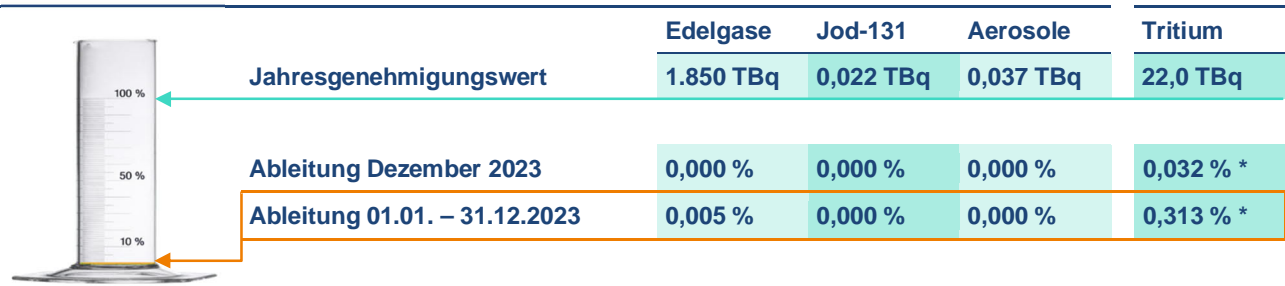 Edelgase Jod-131 Aerosole Tritium
Jahresgenehmigungswert 1.850 TBq 0,022 TBq 0,037 TBq 22,0 TBq
100 %
Ableitung Dezember 2023 0,000 % 0,000 % 0,000 % 0,032 % *
50 %
Ableitung 01.01. – 31.12.2023 0,005 % 0,000 % 0,000 % 0,313 % *
10 %